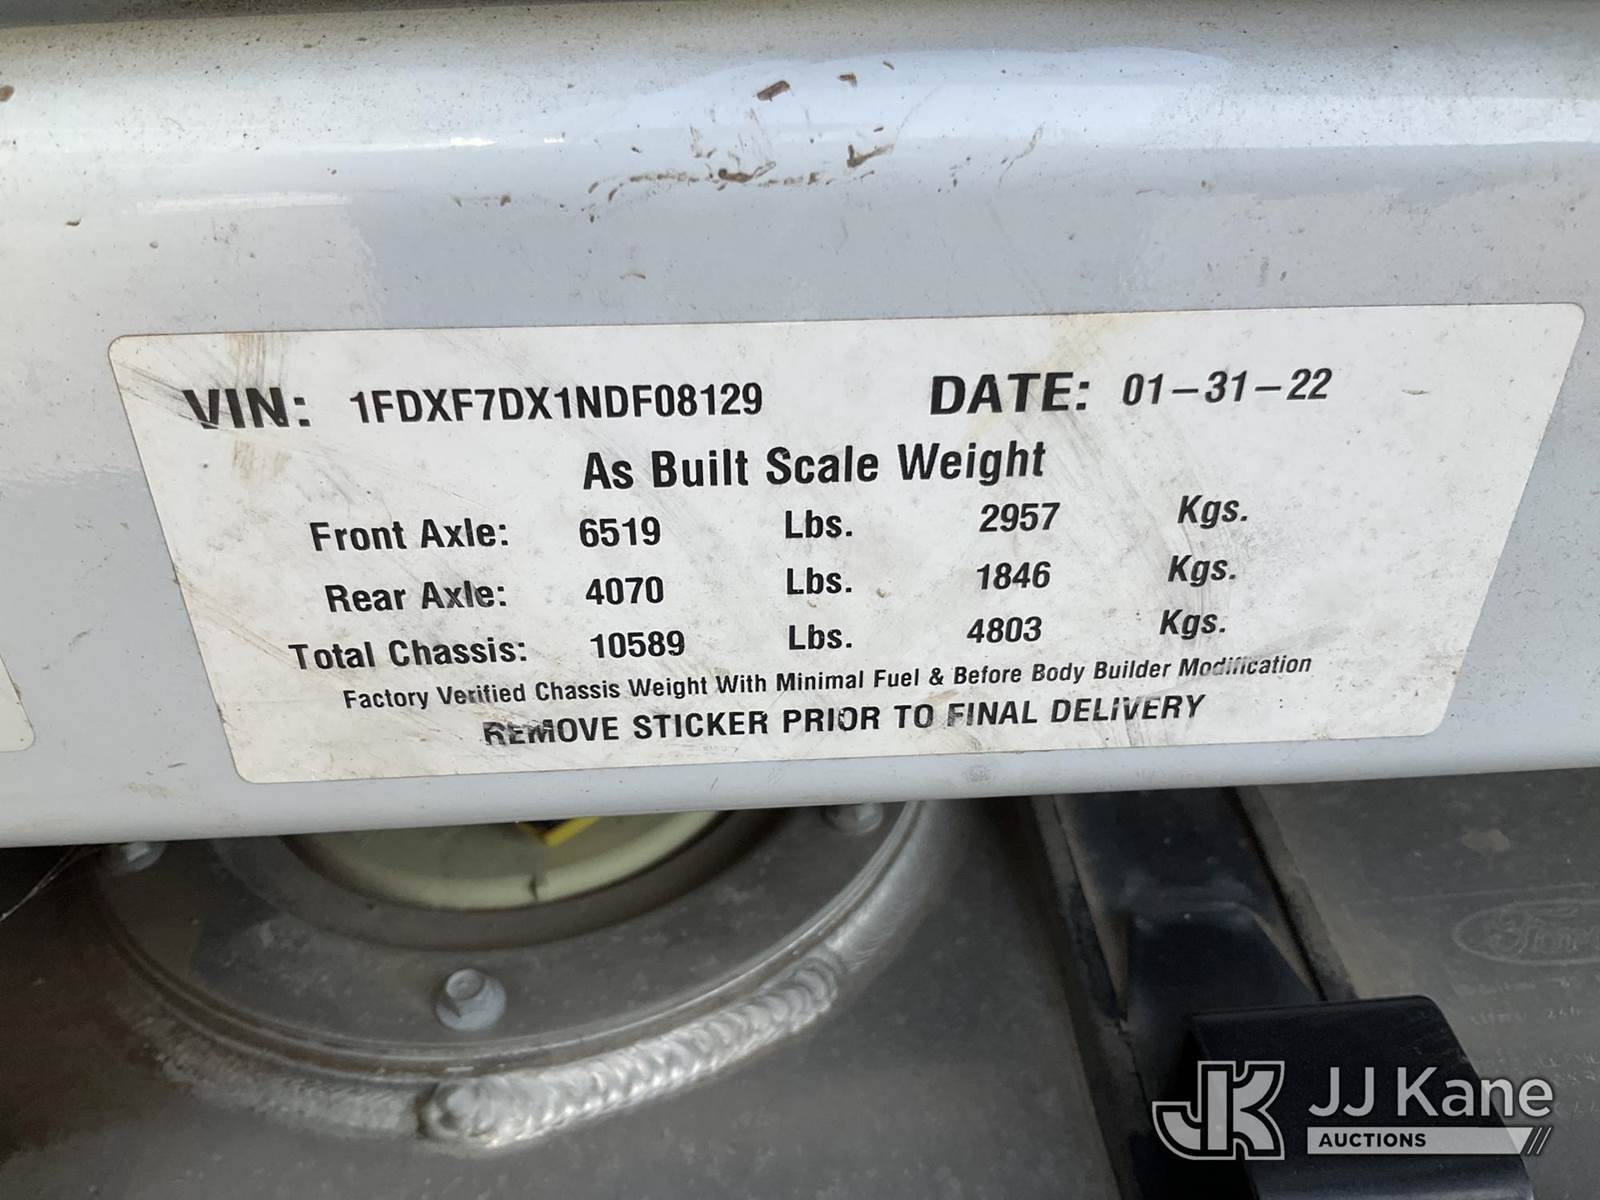 VIN: 1FDXF7DX1NDF08129 DATE: 01-31-22
As Built Scale Weight
Front Axle: 6519 Lbs. 2957 Kgs.
Rear Axle: 4070 Lbs. 1846 Kgs.
Total Chassis: 10589 Lbs. 4803 Kgs.
Factory Verified Chassis Weight With Minimal Fuel & Before Body Builder Modification
REMOVE STICKER PRIOR TO FINAL DELIVERY
Ford
JK JJ Kane
AUCTIONS